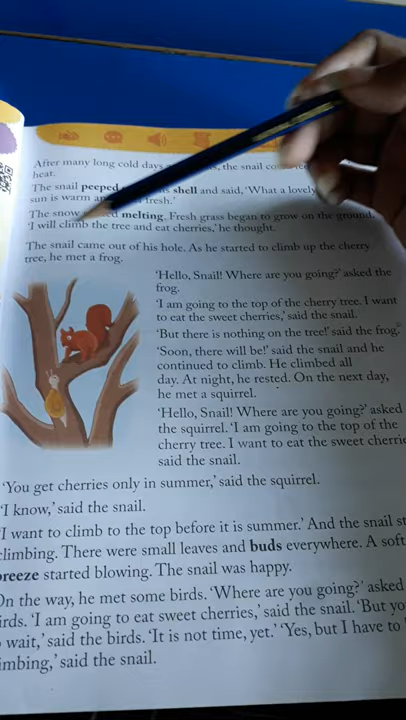 After many long cold days the snail co
heat.
The snail peeped s shell and said, 'What a lovely
sun is warm a fresh.'
The snow melting. Fresh grass began to grow on the ground.
'I will climb the tree and eat cherries,' he thought.
The snail came out of his hole. As he started to climb up the cherry
tree, he met a frog.
'Hello, Snail! Where are you going?' asked the
frog.
'I am going to the top of the cherry tree. I want
to eat the sweet cherries,' said the snail.
'But there is nothing on the tree!' said the frog.
'Soon, there will be!' said the snail and he
continued to climb. He climbed all
day. At night, he rested. On the next day,
he met a squirrel.
'Hello, Snail! Where are you going?' asked
the squirrel. 'I am going to the top of the
cherry tree. I want to eat the sweet cherrie
said the snail.
'You get cherries only in summer,' said the squirrel.
'I know,' said the snail.
'I want to climb to the top before it is summer.' And the snail st
climbing. There were small leaves and buds everywhere. A soft
breeze started blowing. The snail was happy.
On the way, he met some birds. 'Where are you going?' asked
irds. 'I am going to eat sweet cherries,' said the snail. 'But yo
wait,' said the birds. 'It is not time, yet.' 'Yes, but I have to
imbing,' said the snail.